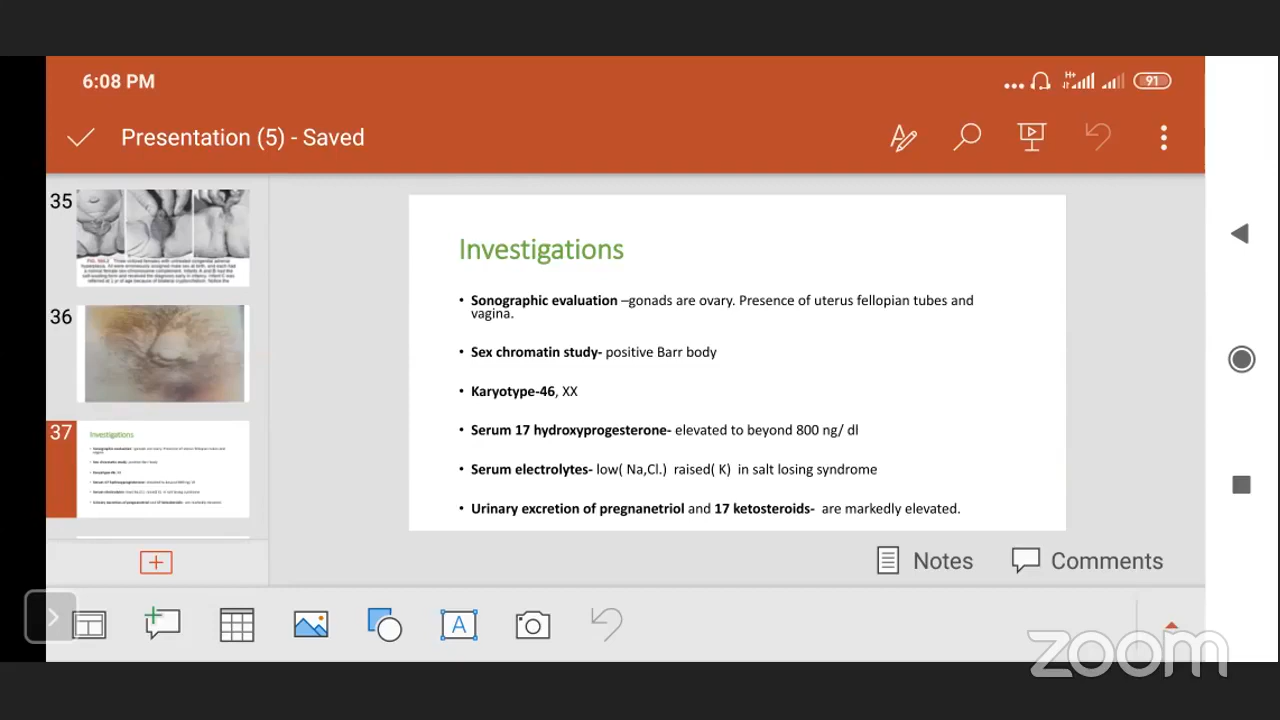 6:08 PM
H+
91
Presentation (5) - Saved
35
36
37
Investigations
Investigations
• Sonographic evaluation –gonads are ovary. Presence of uterus fellopian tubes and
vagina.
• Sex chromatin study- positive Barr body
• Karyotype-46, XX
• Serum 17 hydroxyprogesterone- elevated to beyond 800 ng/ dl
• Serum electrolytes- low( Na,Cl.) raised( K) in salt losing syndrome
• Urinary excretion of pregnanetriol and 17 ketosteroids- are markedly elevated.
Notes
Comments
A
zoom